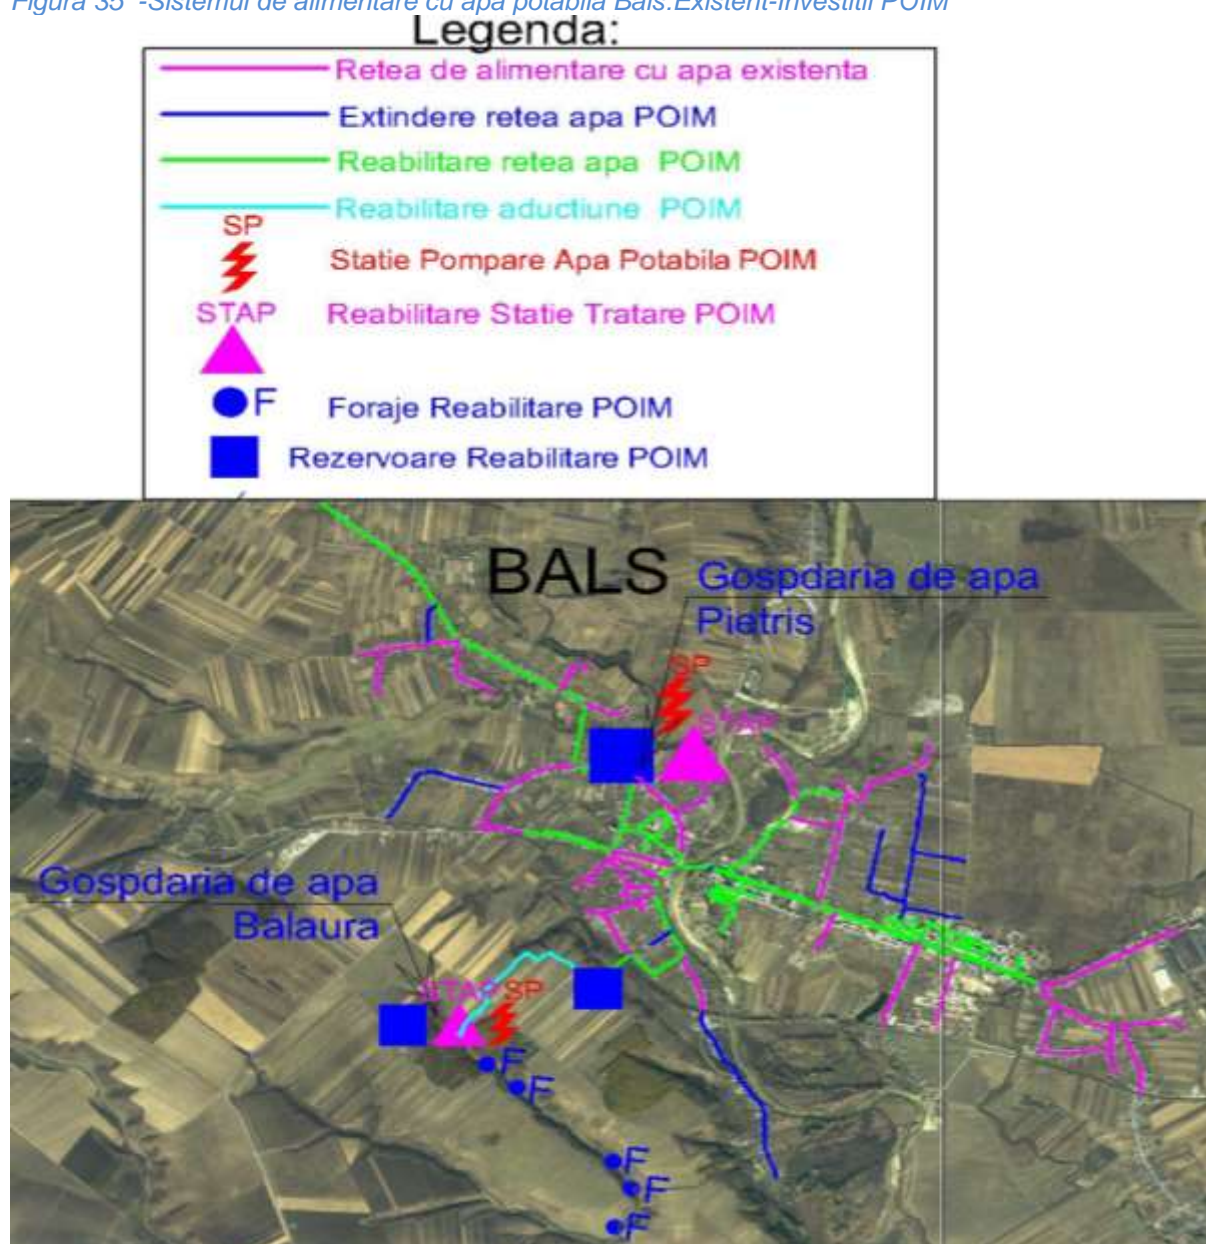 Figura 35 -Sistemul de alimentare cu apa potabila Bals.Existent-Investitii POIM
Legenda:
Retea de alimentare cu apa existenta
Extindere retea apa POIM
Reabilitare retea apa POIM
Reabilitare aductiune POIM
SP
Statie Pompare Apa Potabila POIM
STAP Reabilitare Statie Tratare POIM
F
Foraje Reabilitare POIM
Rezervoare Reabilitare POIM
BALS
Gospdaria de apa
Pietris
SP
STAP
Gospdaria de apa
Balaura
STAP SP
F
F
F
F
F